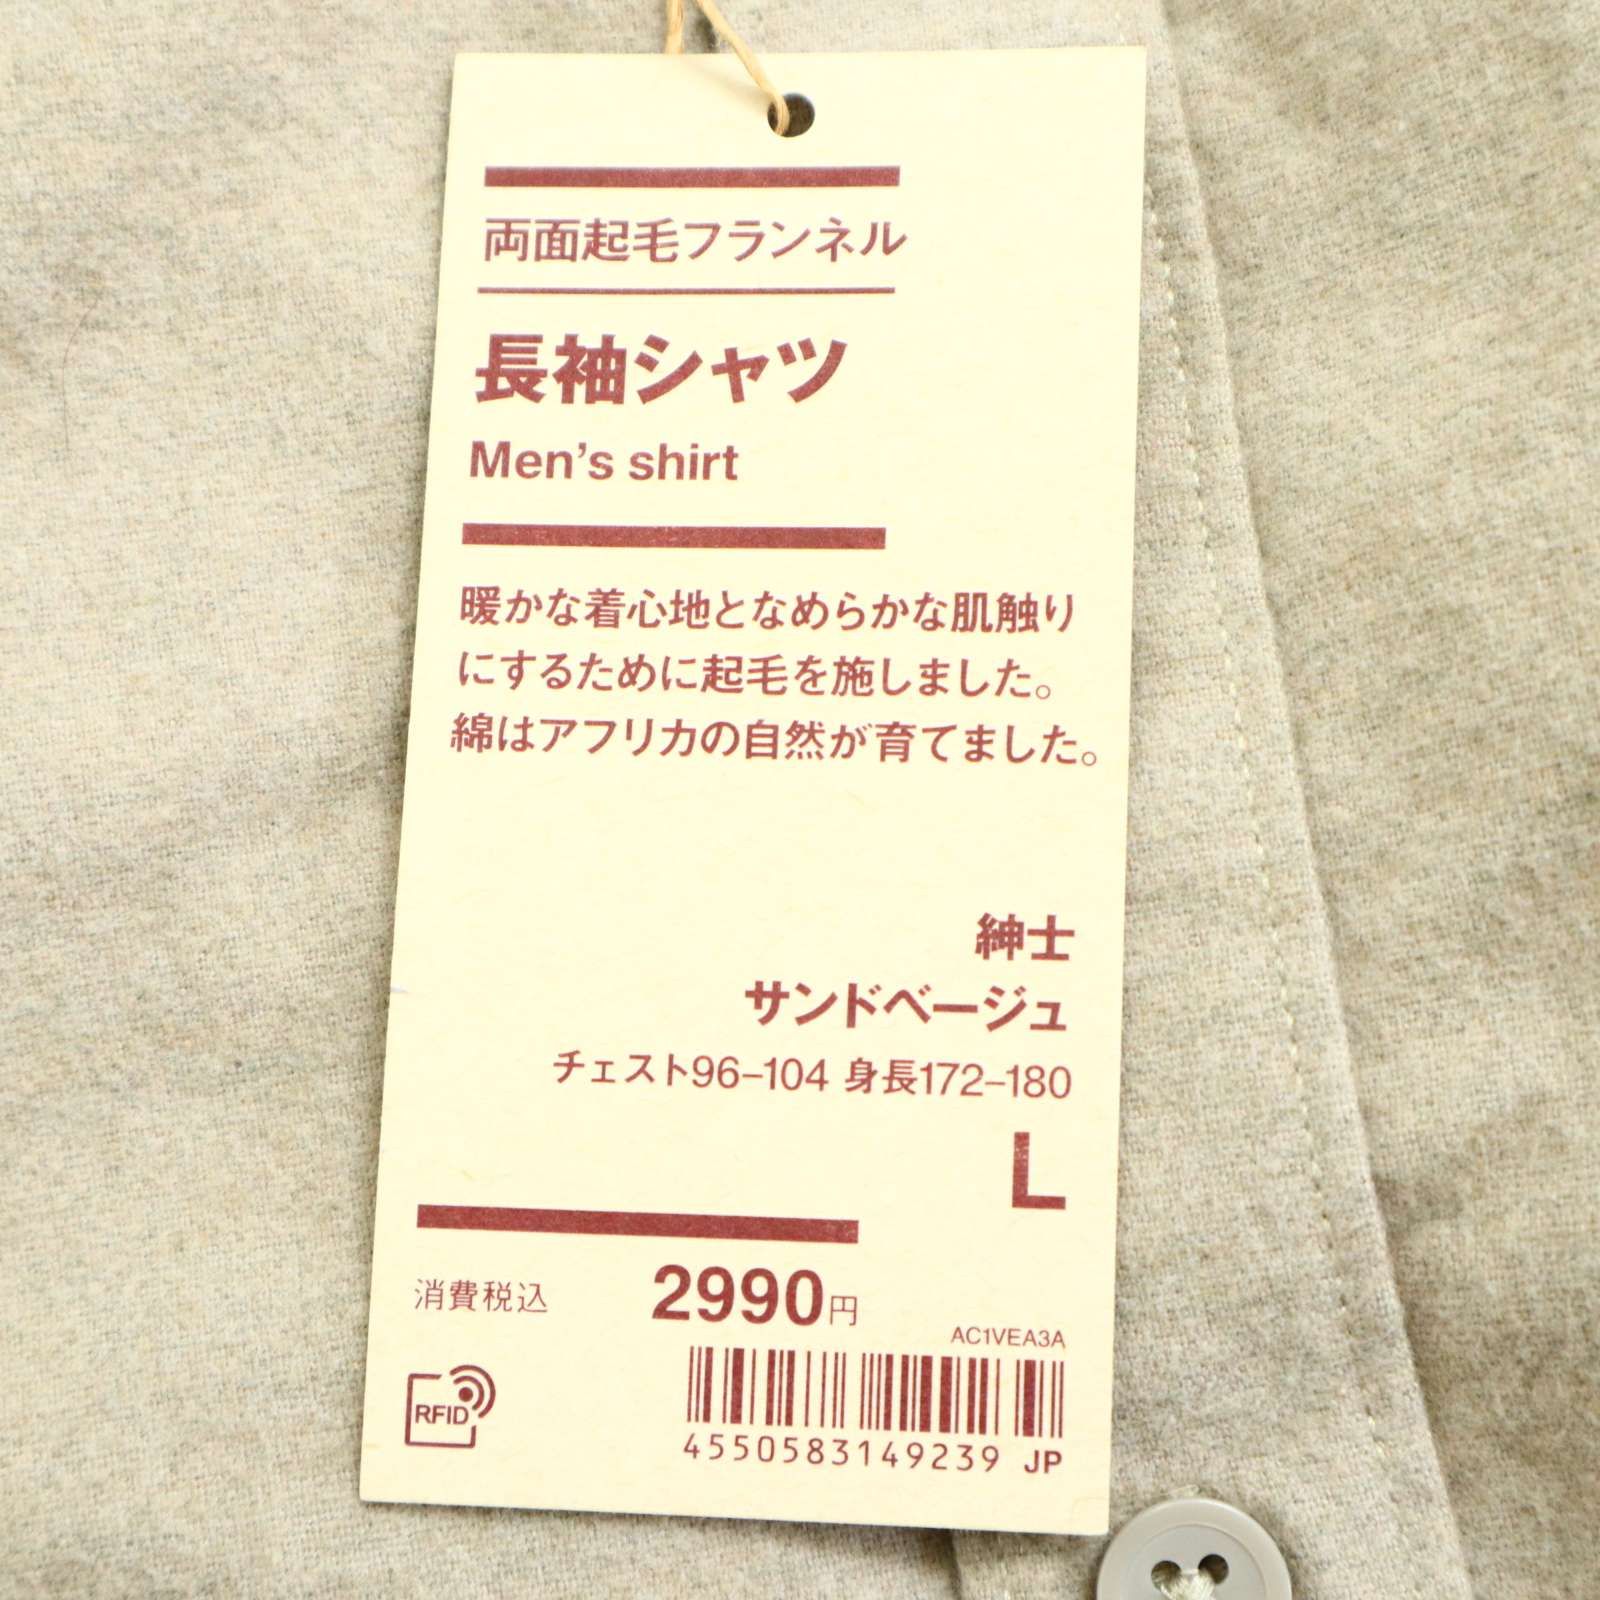 両面起毛フランネル
長袖シャツ
Men's shirt
暖かな着心地となめらかな肌触り
にするために起毛を施しました。
綿はアフリカの自然が育てました。
紳士
サンドベージュ
チェスト96–104 身長172–180
L
消費税込 2990円
AC1VEA3A
RFID
4550583149239 JP